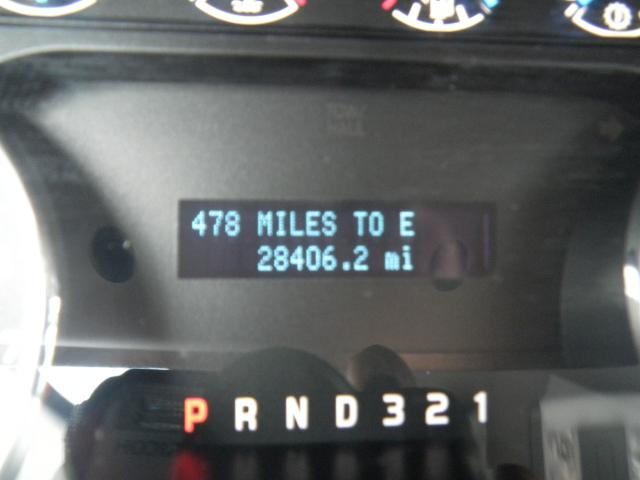 478 MILES TO E
28406.2 mi
P R N D 3 2 1